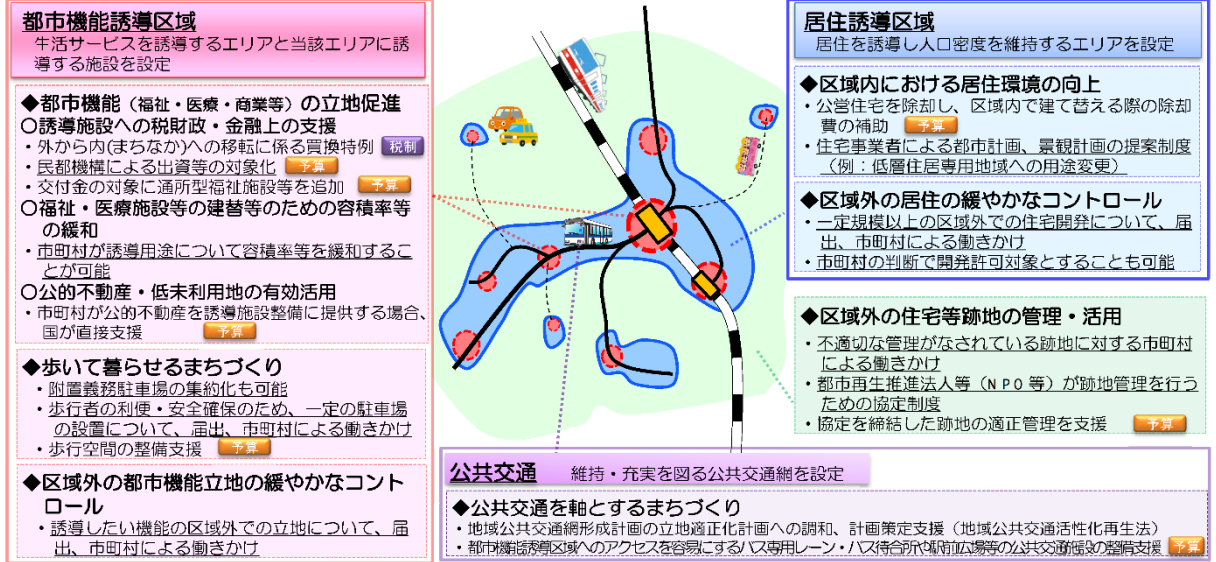 都市機能誘導区域
生活サービスを誘導するエリアと当該エリアに誘
導する施設を設定
◆都市機能（福祉・医療・商業等）の立地促進
○誘導施設への税財政・金融上の支援
・外から内(まちなか)への移転に係る買換特例 税制
・民都機構による出資等の対象化 予算
・交付金の対象に通所型福祉施設等を追加 予算
○福祉・医療施設等の建替等のための容積率等
の緩和
・市町村が誘導用途について容積率等を緩和するこ
とが可能
○公的不動産・低未利用地の有効活用
・市町村が公的不動産を誘導施設整備に提供する場合、
国が直接支援 予算
◆歩いて暮らせるまちづくり
・附置義務駐車場の集約化も可能
・歩行者の利便・安全確保のため、一定の駐車場
の設置について、届出、市町村による働きかけ
・歩行空間の整備支援 予算
◆区域外の都市機能立地の緩やかなコント
ロール
・誘導したい機能の区域外での立地について、届
出、市町村による働きかけ
居住誘導区域
居住を誘導し人口密度を維持するエリアを設定
◆区域内における居住環境の向上
・公営住宅を除却し、区域内で建て替える際の除却
費の補助 予算
・住宅事業者による都市計画、景観計画の提案制度
（例：低層住居専用地域への用途変更）
◆区域外の居住の緩やかなコントロール
・一定規模以上の区域外での住宅開発について、届
出、市町村による働きかけ
・市町村の判断で開発許可対象とすることも可能
◆区域外の住宅等跡地の管理・活用
・不適切な管理がなされている跡地に対する市町村
による働きかけ
・都市再生推進法人等（ＮＰＯ等）が跡地管理を行う
ための協定制度
・協定を締結した跡地の適正管理を支援 予算
公共交通 維持・充実を図る公共交通網を設定
◆公共交通を軸とするまちづくり
・地域公共交通網形成計画の立地適正化計画への調和、計画策定支援（地域公共交通活性化再生法）
・都市機能誘導区域へのアクセスを容易にするバス専用レーン・バス待合所や駅前広場等の公共交通施設の整備支援 予算